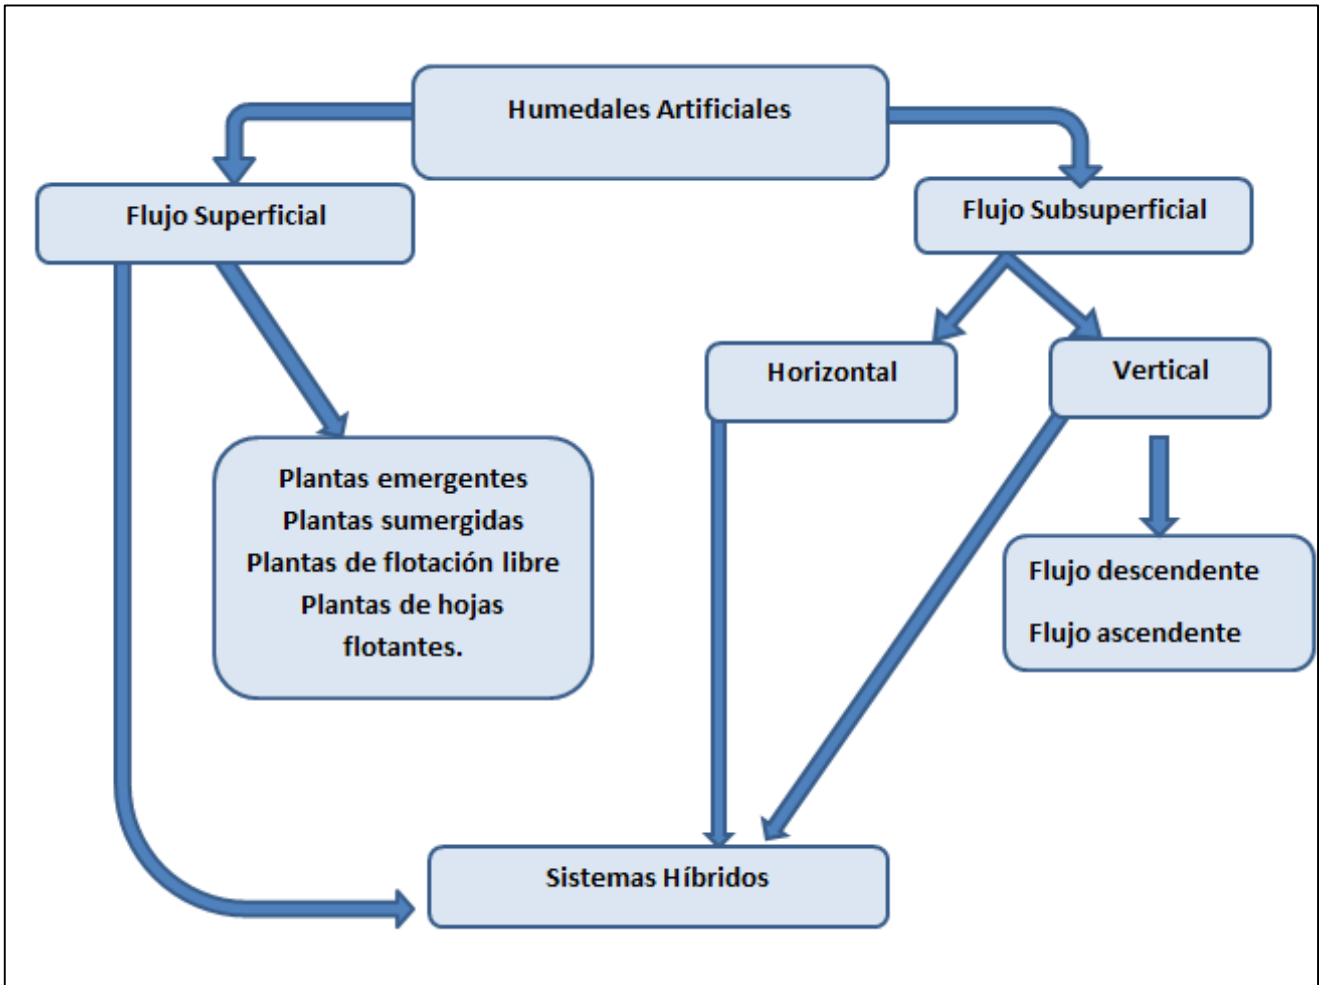 Humedales Artificiales
Flujo Superficial
Flujo Subsuperficial
Horizontal
Vertical
Plantas emergentes
Plantas sumergidas
Plantas de flotación libre
Plantas de hojas
flotantes.
Flujo descendente
Flujo ascendente
Sistemas Híbridos